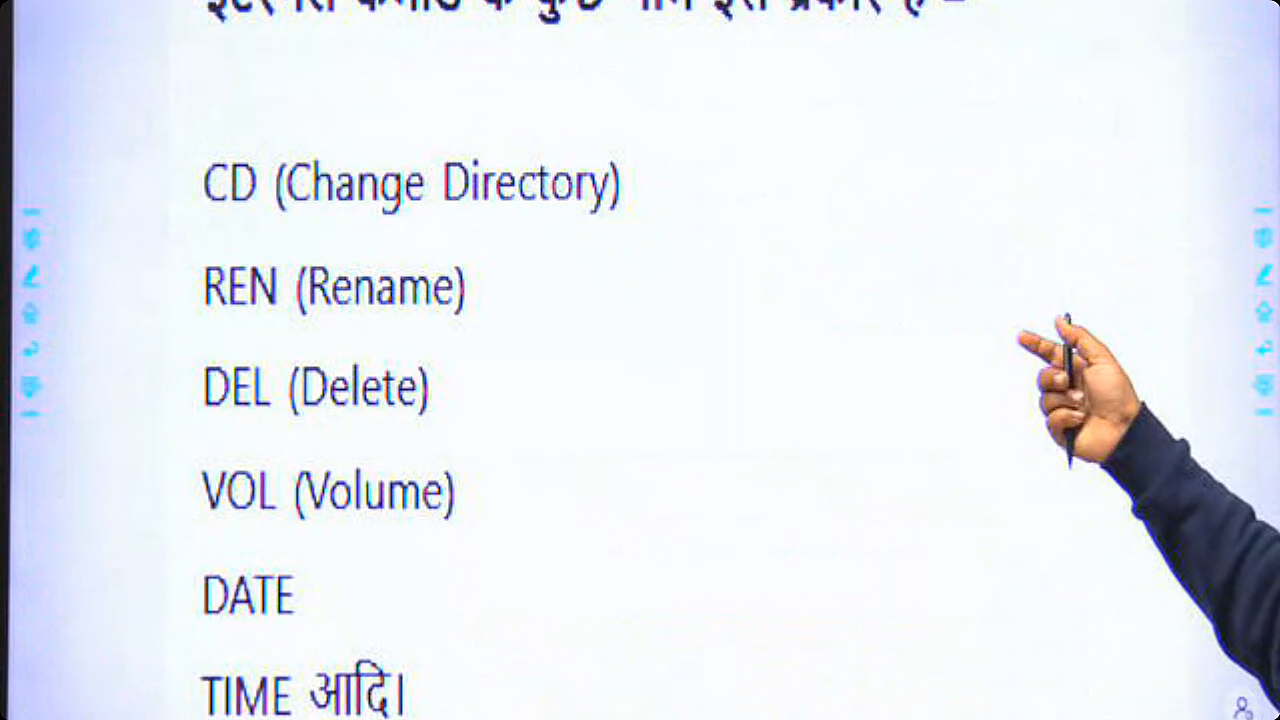 CD (Change Directory)
REN (Rename)
DEL (Delete)
VOL (Volume)
DATE
TIME आदि।